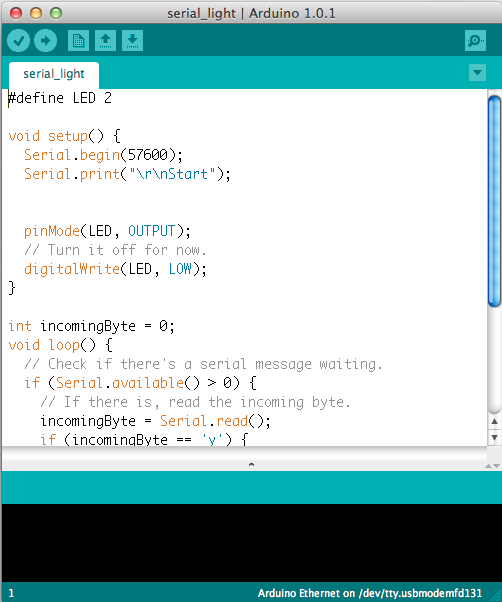 serial_light | Arduino 1.0.1
serial_light
#define LED 2
void setup() {
  Serial.begin(57600);
  Serial.print("\r\nStart");
  pinMode(LED, OUTPUT);
  // Turn it off for now.
  digitalWrite(LED, LOW);
}
int incomingByte = 0;
void loop() {
  // Check if there's a serial message waiting.
  if (Serial.available() > 0) {
    // If there is, read the incoming byte.
    incomingByte = Serial.read();
    if (incomingByte == 'y') {
1
Arduino Ethernet on /dev/tty.usbmodemfd131